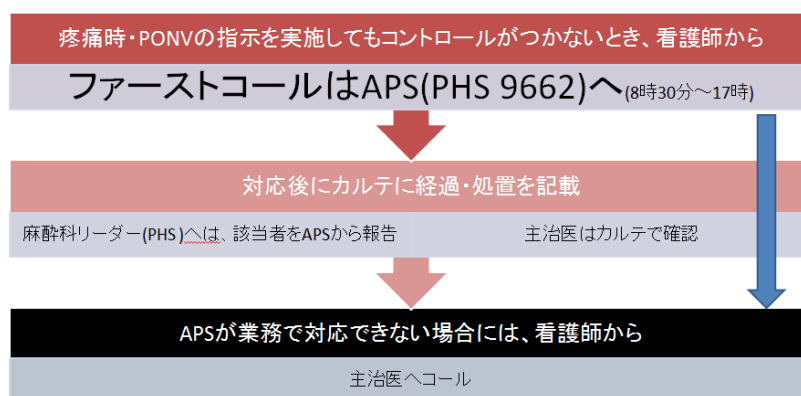 疼痛時・PONVの指示を実施してもコントロールがつかないとき、看護師から
ファーストコールはAPS(PHS 9662)へ(8時30分～17時)
対応後にカルテに経過・処置を記載
麻酔科リーダー(PHS)へは、該当者をAPSから報告
主治医はカルテで確認
APSが業務で対応できない場合には、看護師から
主治医へコール